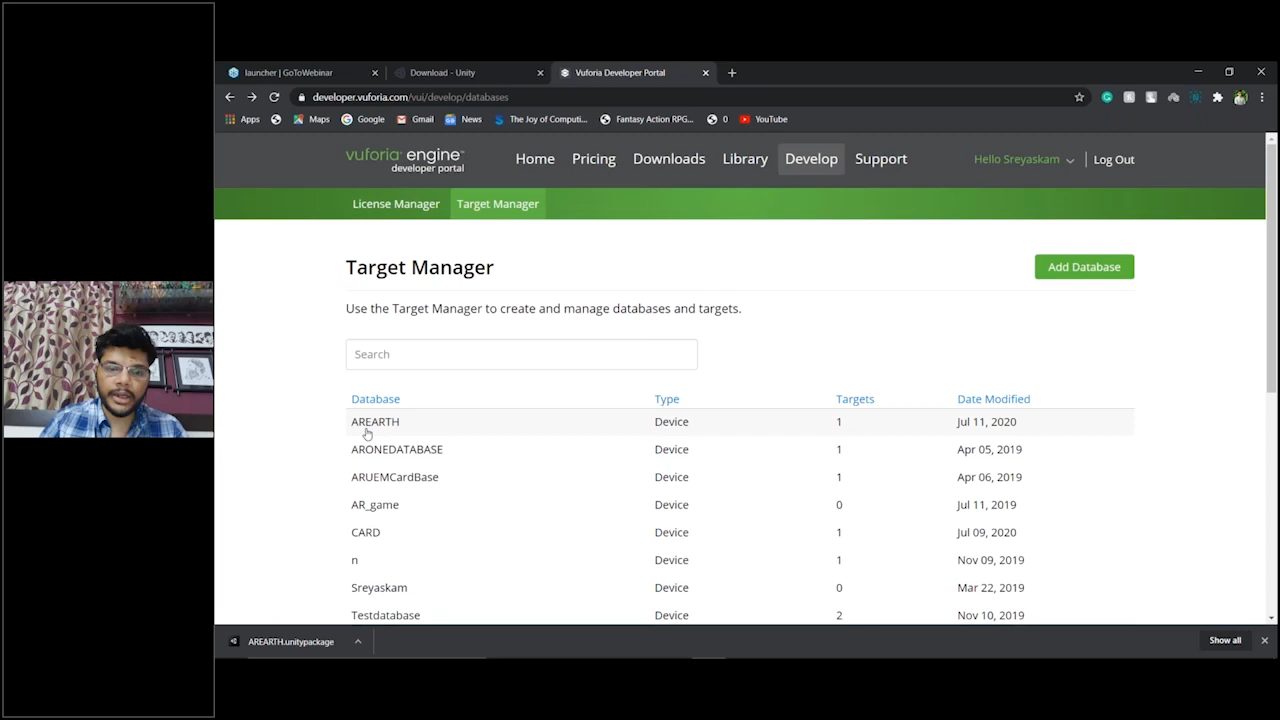 launcher | GoToWebinar
Download - Unity
Vuforia Developer Portal
developer.vuforia.com/vui/develop/databases
Apps
Maps
Google
Gmail
News
The Joy of Computi...
Fantasy Action RPG...
0
YouTube
vuforia engine™
developer portal
Home
Pricing
Downloads
Library
Develop
Support
Hello Sreyaskam
Log Out
License Manager
Target Manager
Target Manager
Add Database
Use the Target Manager to create and manage databases and targets.
Search
Database Type Targets Date Modified
AREARTH Device 1 Jul 11, 2020
ARONEDATABASE Device 1 Apr 05, 2019
ARUEMCardBase Device 1 Apr 06, 2019
AR_game Device 0 Jul 11, 2019
CARD Device 1 Jul 09, 2020
n Device 1 Nov 09, 2019
Sreyaskam Device 0 Mar 22, 2019
Testdatabase Device 2 Nov 10, 2019
AREARTH.unitypackage
Show all